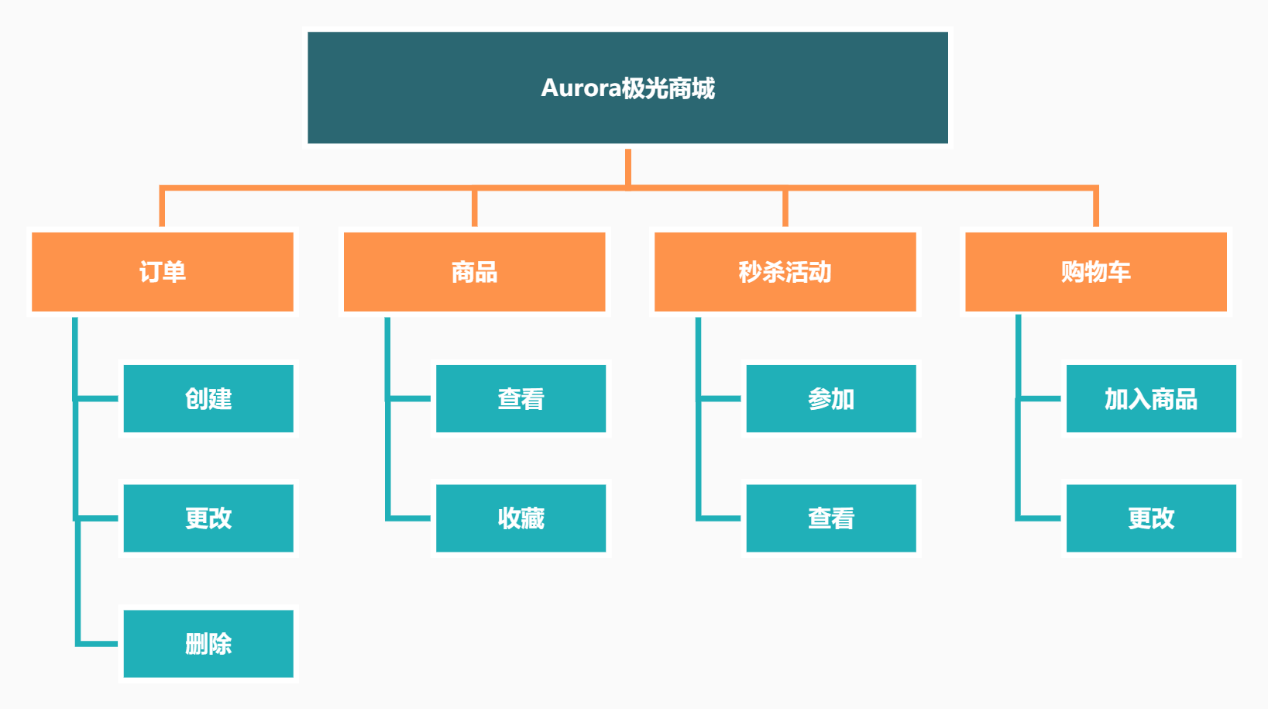 Aurora极光商城
订单
商品
秒杀活动
购物车
创建
查看
参加
加入商品
更改
收藏
查看
更改
删除